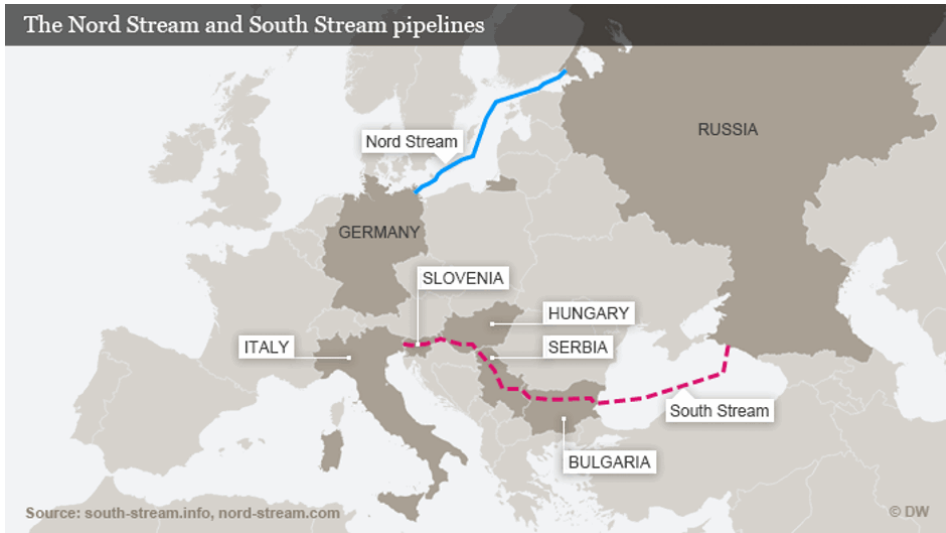 The Nord Stream and South Stream pipelines
RUSSIA
Nord Stream
GERMANY
SLOVENIA
HUNGARY
ITALY
SERBIA
South Stream
BULGARIA
Source: south-stream.info, nord-stream.com
© DW